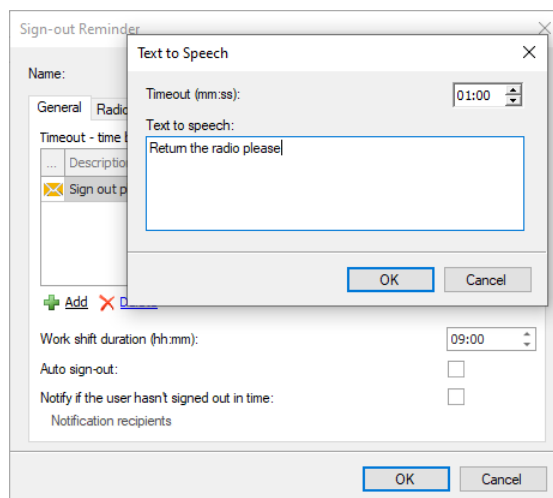 Sign-out Reminder
Text to Speech
Name:
Timeout (mm:ss):
01:00
General Radio
Text to speech:
Timeout - time
Return the radio please
... Description
Sign out p
OK Cancel
Add
Work shift duration (hh:mm):
09:00
Auto sign-out:
Notify if the user hasn't signed out in time:
Notification recipients
OK Cancel